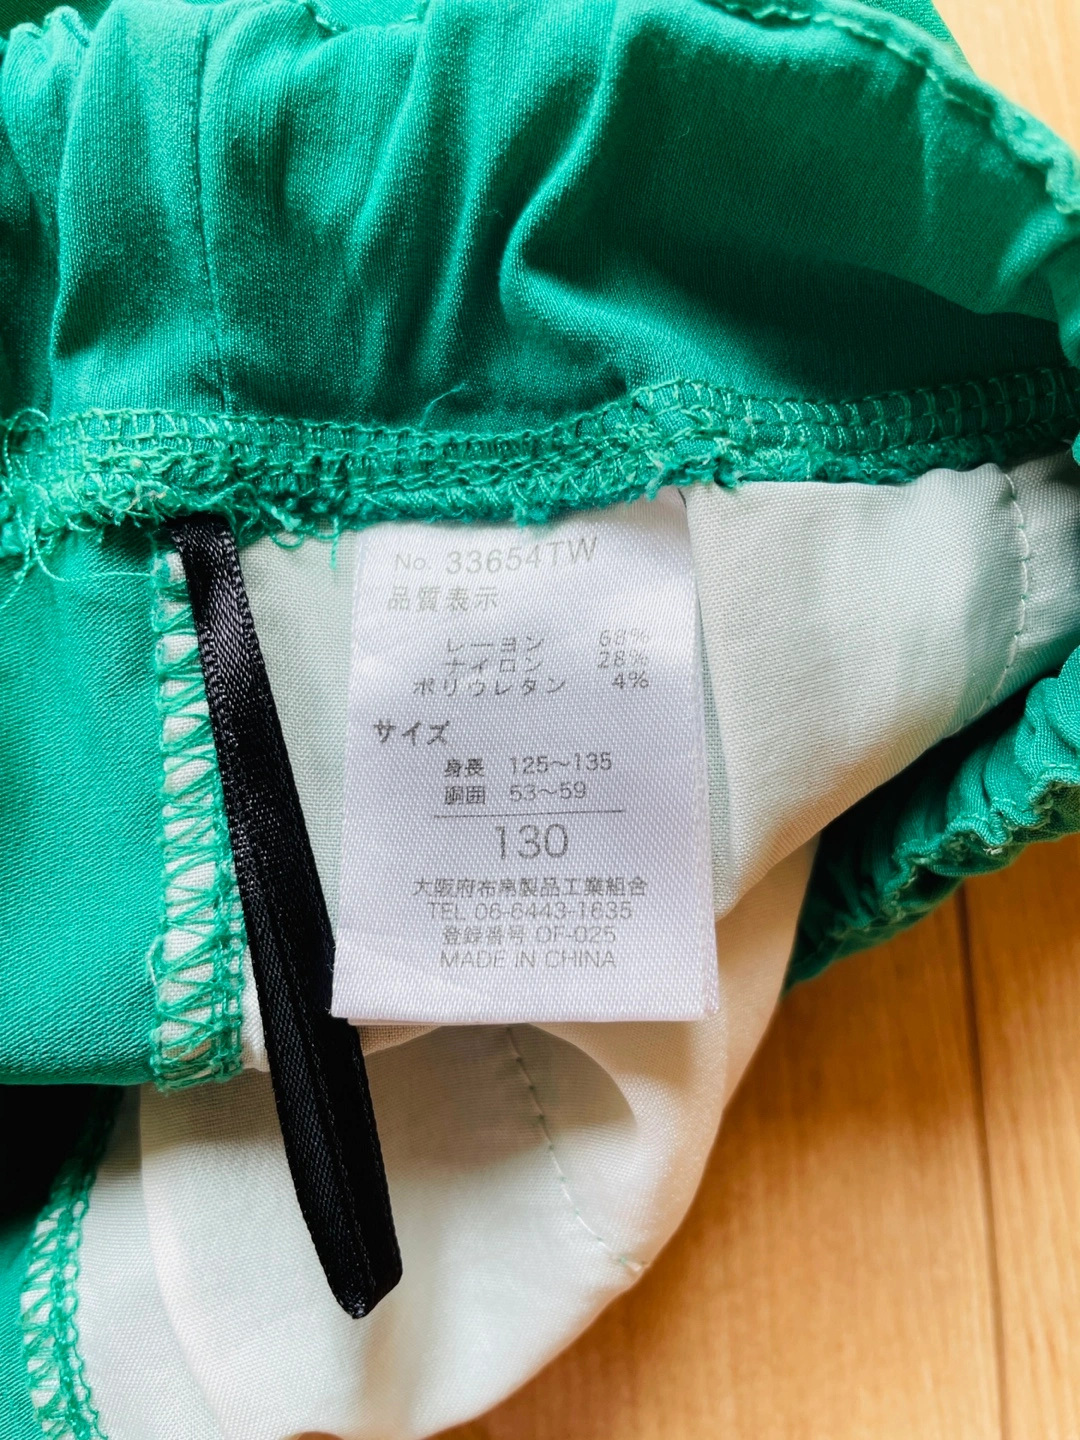 No. 33654TW
品質表示
レーヨン 68%
ナイロン 28%
ポリウレタン 4%
サイズ
身長 125~135
胴囲 53~59
130
大阪府布帛製品工業組合
TEL 06-6443-1635
登録番号 OF-025
MADE IN CHINA